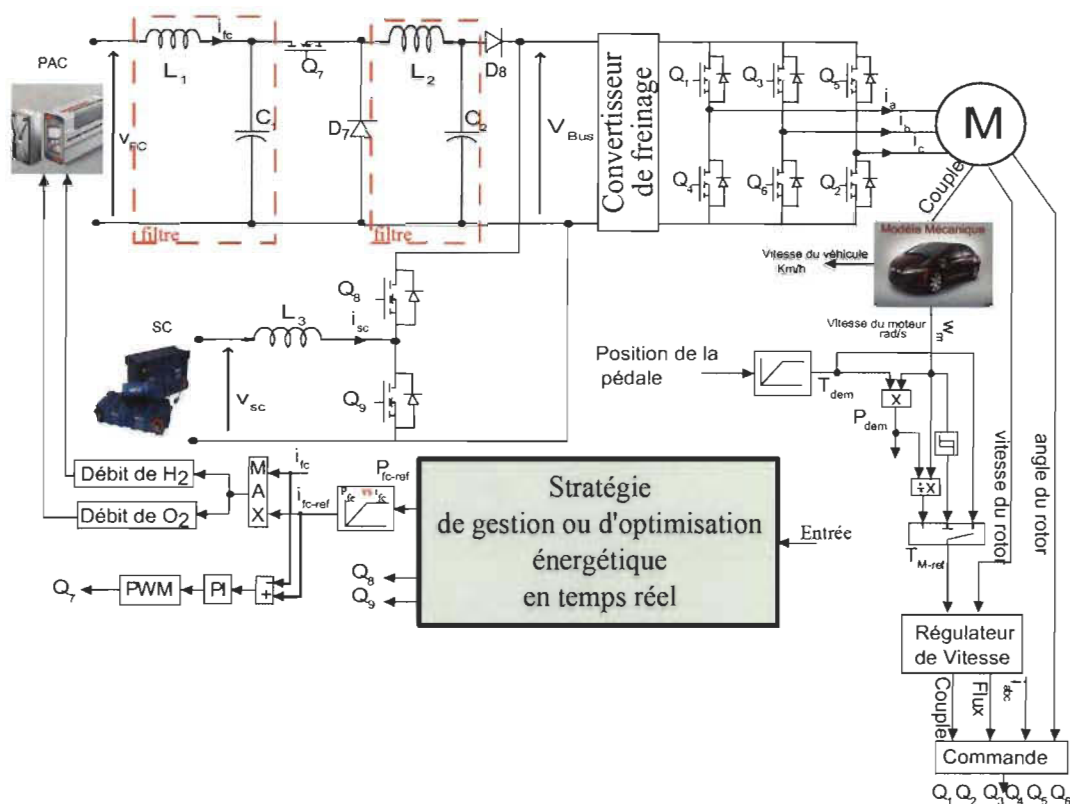 PAC
L1
ifc
Q7
L2
D8
VFC
C1
D7
C2
VBus
filtre
filtre
Convertisseur
de freinage
Q1
Q3
Q5
ia
ib
ic
Q4
Q6
Q2
M
Couple
Modèle Mécanique
Vitesse du véhicule
Km/h
Vitesse du moteur
rad/s
Wm
SC
L3
isc
Q8
Q9
vsc
Position de la
pédale
Tdem
X
Pdem
÷X
TM-ref
vitesse du rotor
angle du rotor
Débit de H2
Débit de O2
MAX
ifc
ifc-ref
Pfc vs ifc
Pfc-ref
Stratégie
de gestion ou d'optimisation
énergétique
en temps réel
Entrée
Q8
Q9
Q7
PWM
PI
- +
Régulateur
de Vitesse
Couple
Flux
iabc
Commande
Q1 Q2 Q3 Q4 Q5 Q6